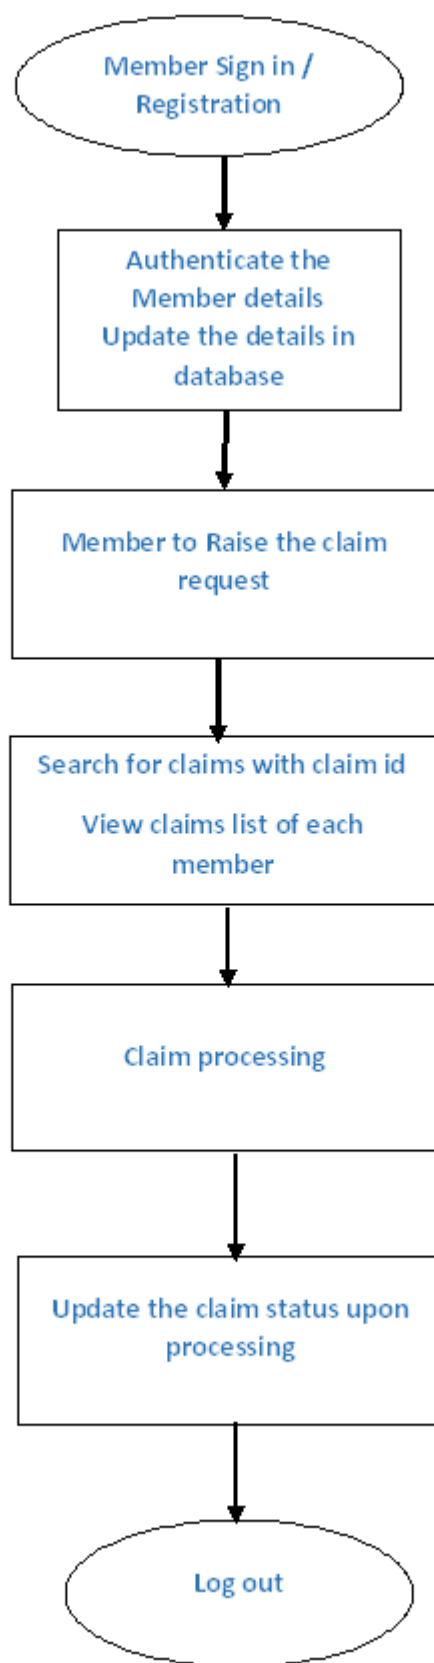 Member Sign in /
Registration
Authenticate the
Member details
Update the details in
database
Member to Raise the claim
request
Search for claims with claim id
View claims list of each
member
Claim processing
Update the claim status upon
processing
Log out